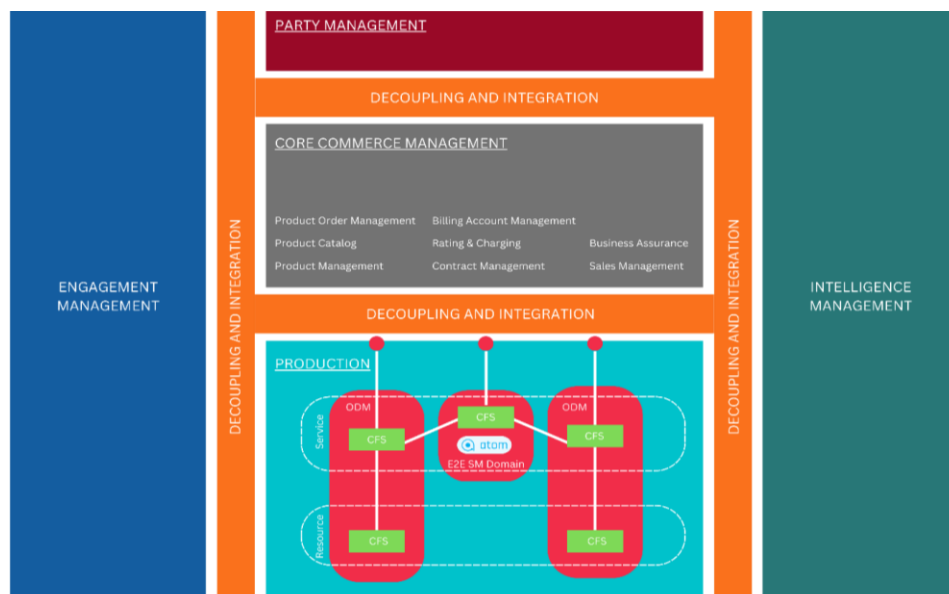 PARTY MANAGEMENT
DECOUPLING AND INTEGRATION
CORE COMMERCE MANAGEMENT
Product Order Management
Billing Account Management
Product Catalog
Rating & Charging
Business Assurance
Product Management
Contract Management
Sales Management
ENGAGEMENT
MANAGEMENT
DECOUPLING AND INTEGRATION
DECOUPLING AND INTEGRATION
INTELLIGENCE
MANAGEMENT
DECOUPLING AND INTEGRATION
PRODUCTION
Service
ODM
CFS
CFS
atom
E2E SM Domain
ODM
CFS
Resource
CFS
CFS